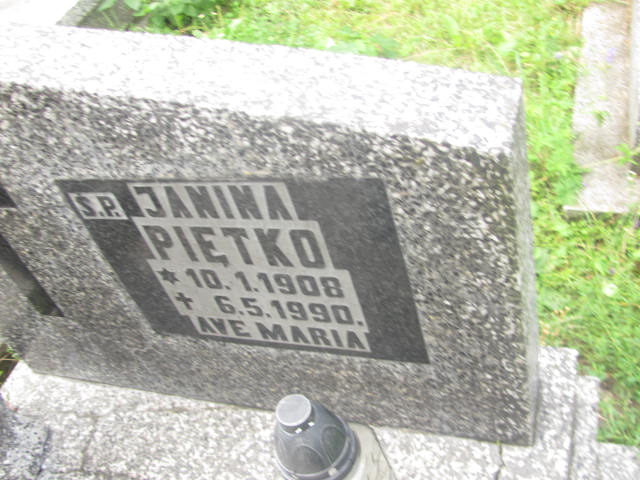 Ś.P. JANINA
PIĘTKO
* 10.1.1908
+ 6.5.1990.
AVE MARIA